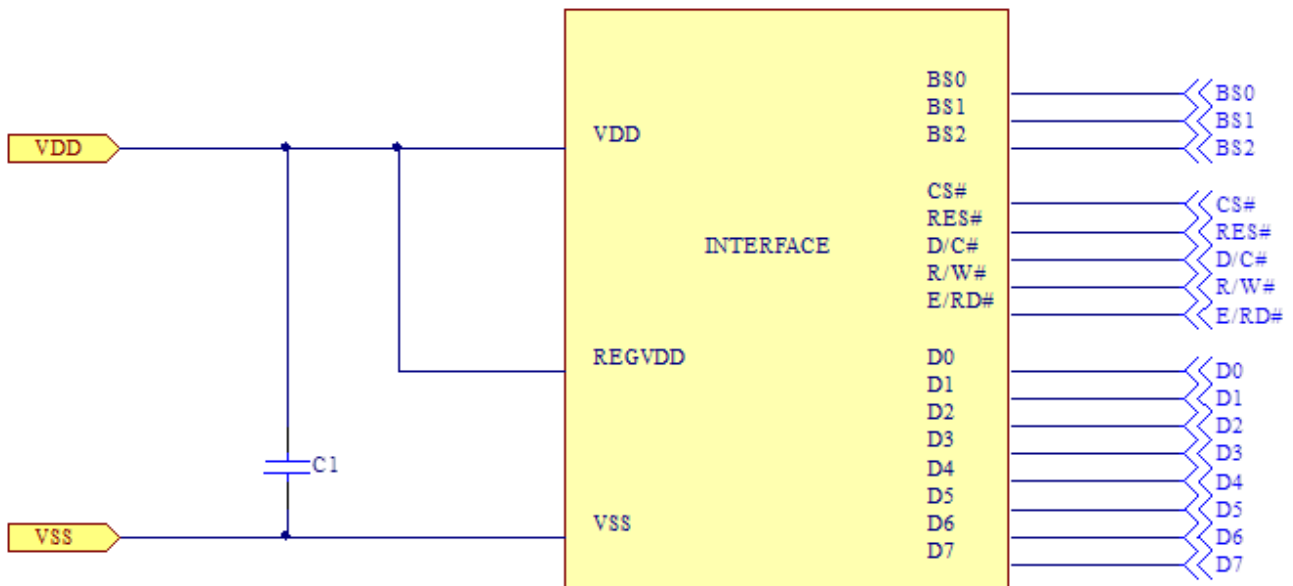 VDD
VSS
C1
VDD
REGVDD
VSS
INTERFACE
BS0
BS1
BS2
CS#
RES#
D/C#
R/W#
E/RD#
D0
D1
D2
D3
D4
D5
D6
D7
BS0
BS1
BS2
CS#
RES#
D/C#
R/W#
E/RD#
D0
D1
D2
D3
D4
D5
D6
D7